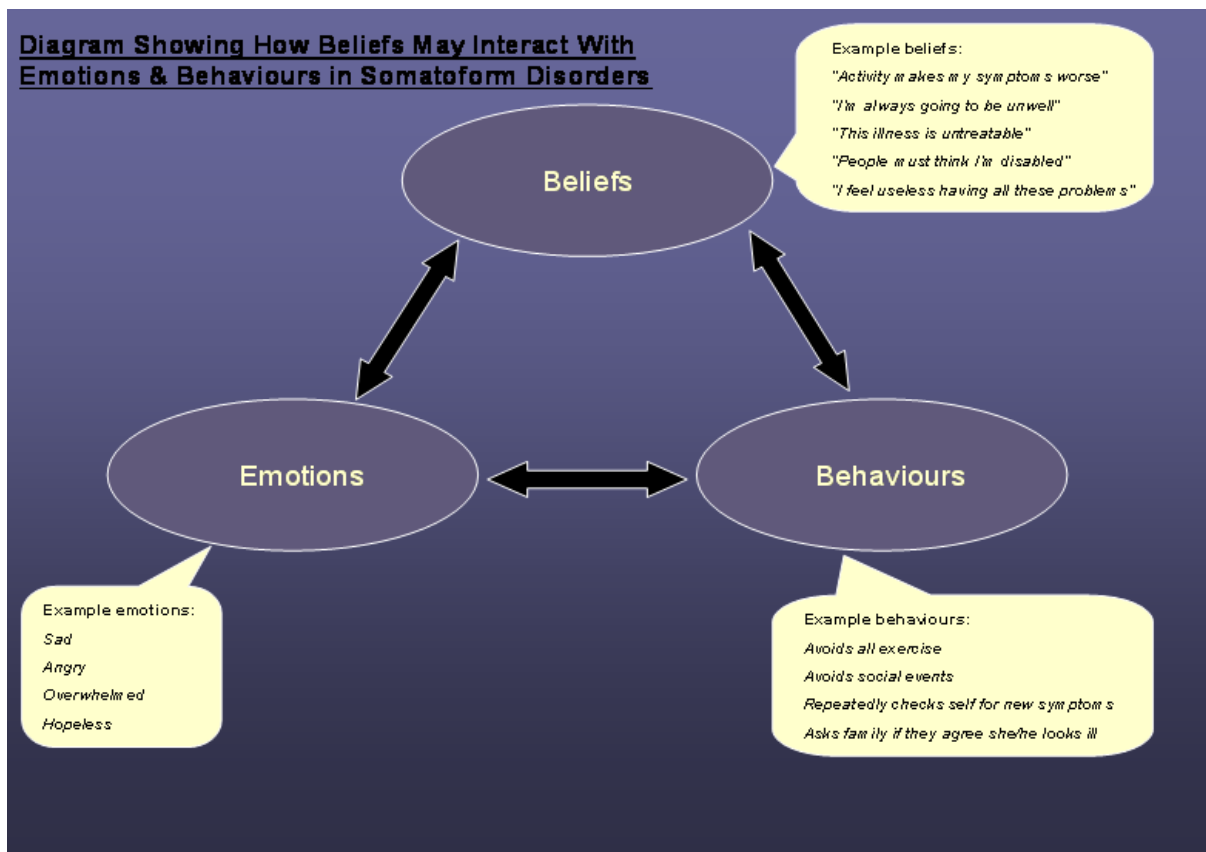 Diagram Showing How Beliefs May Interact With
Emotions & Behaviours in Somatoform Disorders
Example beliefs:
"Activity makes my symptoms worse"
"I'm always going to be unwell"
"This illness is untreatable"
"People must think I'm disabled"
"I feel useless having all these problems"
Beliefs
Emotions
Behaviours
Example emotions:
Sad
Angry
Overwhelmed
Hopeless
Example behaviours:
Avoids all exercise
Avoids social events
Repeatedly checks self for new symptoms
Asks family if they agree she/he looks ill